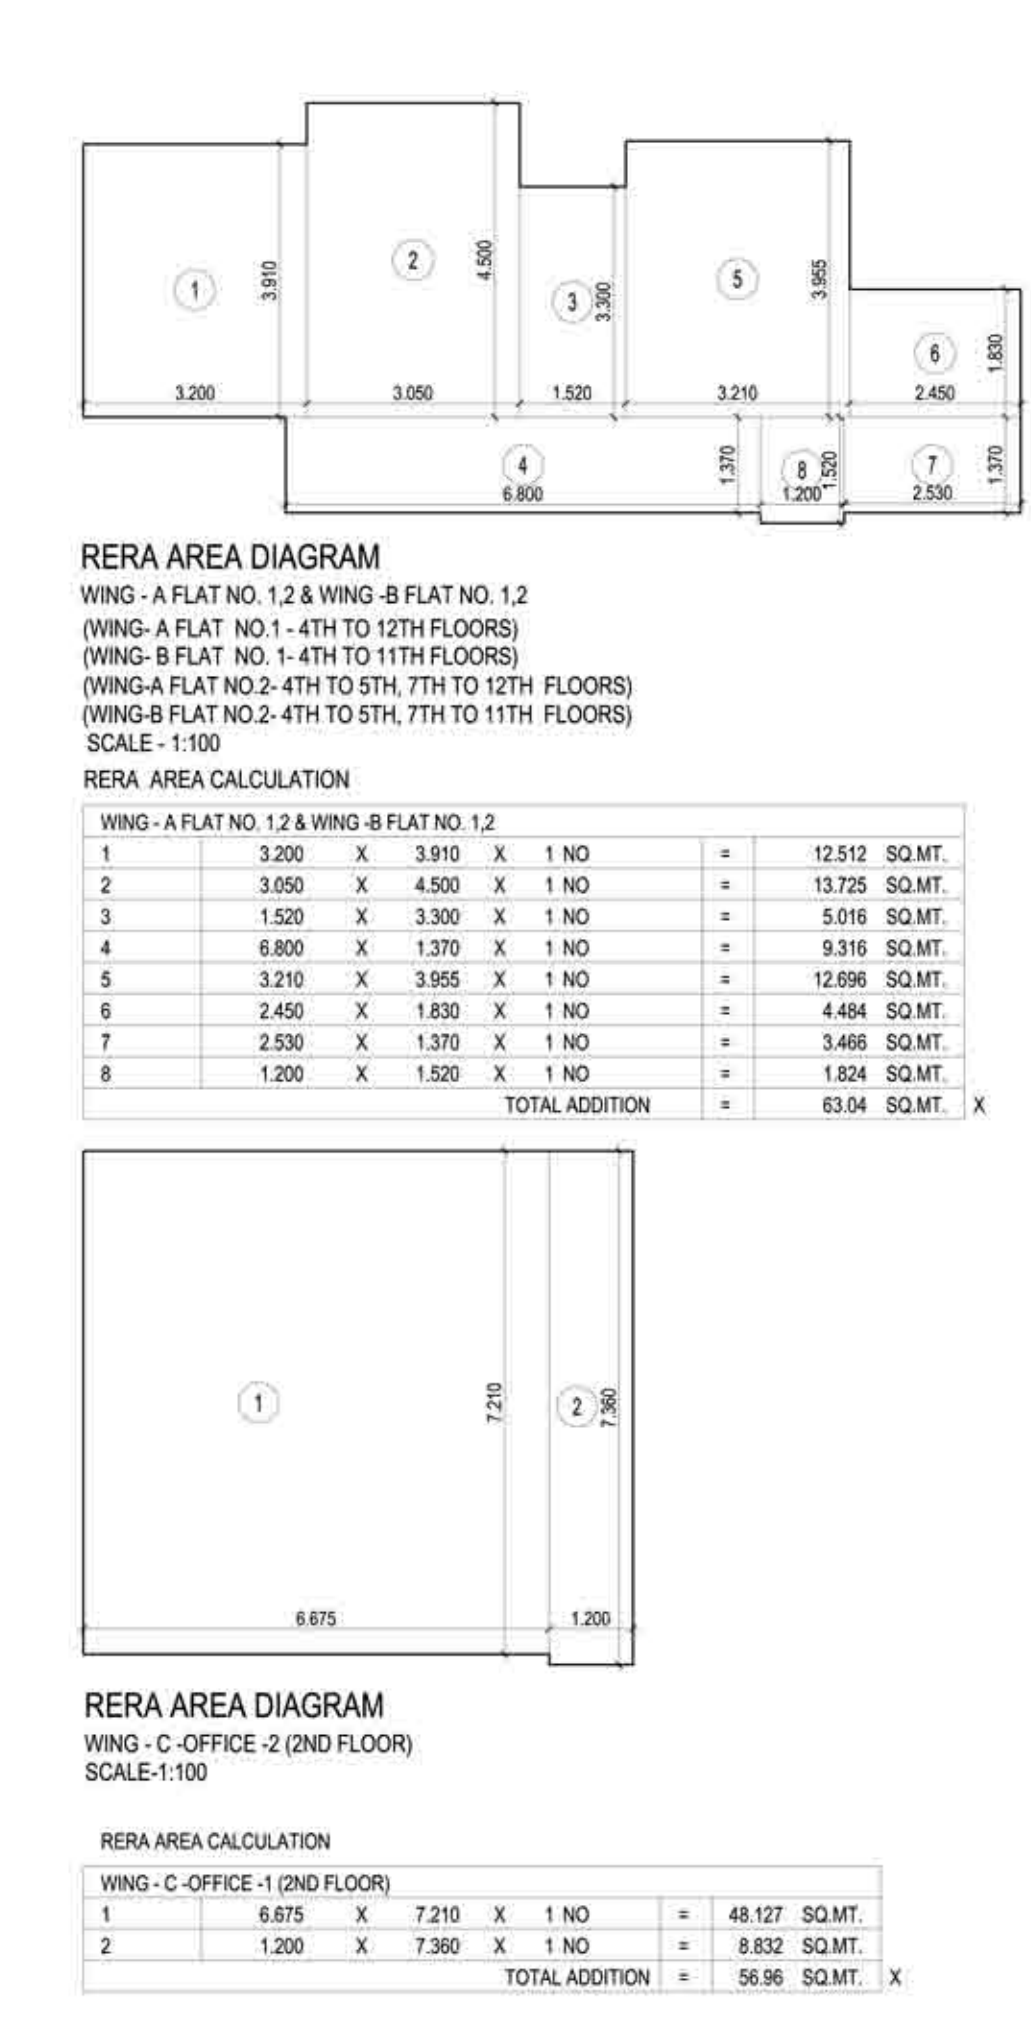 4.500
3.910
3.955
2
5
1
3
3.300
6
1.830
3.200
3.050
1.520
3.210
2.450
4
1.370
8
1.520
7
1.370
6.800
1.200
2.530
RERA AREA DIAGRAM
WING - A FLAT NO. 1,2 & WING -B FLAT NO. 1,2
(WING- A FLAT NO.1 - 4TH TO 12TH FLOORS)
(WING- B FLAT NO. 1- 4TH TO 11TH FLOORS)
(WING-A FLAT NO.2- 4TH TO 5TH, 7TH TO 12TH FLOORS)
(WING-B FLAT NO.2- 4TH TO 5TH, 7TH TO 11TH FLOORS)
SCALE - 1:100
RERA AREA CALCULATION
WING - A FLAT NO. 1,2 & WING -B FLAT NO. 1,2
1 3.200 X 3.910 X 1 NO = 12.512 SQ.MT.
2 3.050 X 4.500 X 1 NO = 13.725 SQ.MT.
3 1.520 X 3.300 X 1 NO = 5.016 SQ.MT.
4 6.800 X 1.370 X 1 NO = 9.316 SQ.MT.
5 3.210 X 3.955 X 1 NO = 12.696 SQ.MT.
6 2.450 X 1.830 X 1 NO = 4.484 SQ.MT.
7 2.530 X 1.370 X 1 NO = 3.466 SQ.MT.
8 1.200 X 1.520 X 1 NO = 1.824 SQ.MT.
TOTAL ADDITION = 63.04 SQ.MT. X
1
7.210
2
7.360
6.675
1.200
RERA AREA DIAGRAM
WING - C -OFFICE -2 (2ND FLOOR)
SCALE-1:100
RERA AREA CALCULATION
WING - C -OFFICE -1 (2ND FLOOR)
1 6.675 X 7.210 X 1 NO = 48.127 SQ.MT.
2 1.200 X 7.360 X 1 NO = 8.832 SQ.MT.
TOTAL ADDITION = 56.96 SQ.MT. X